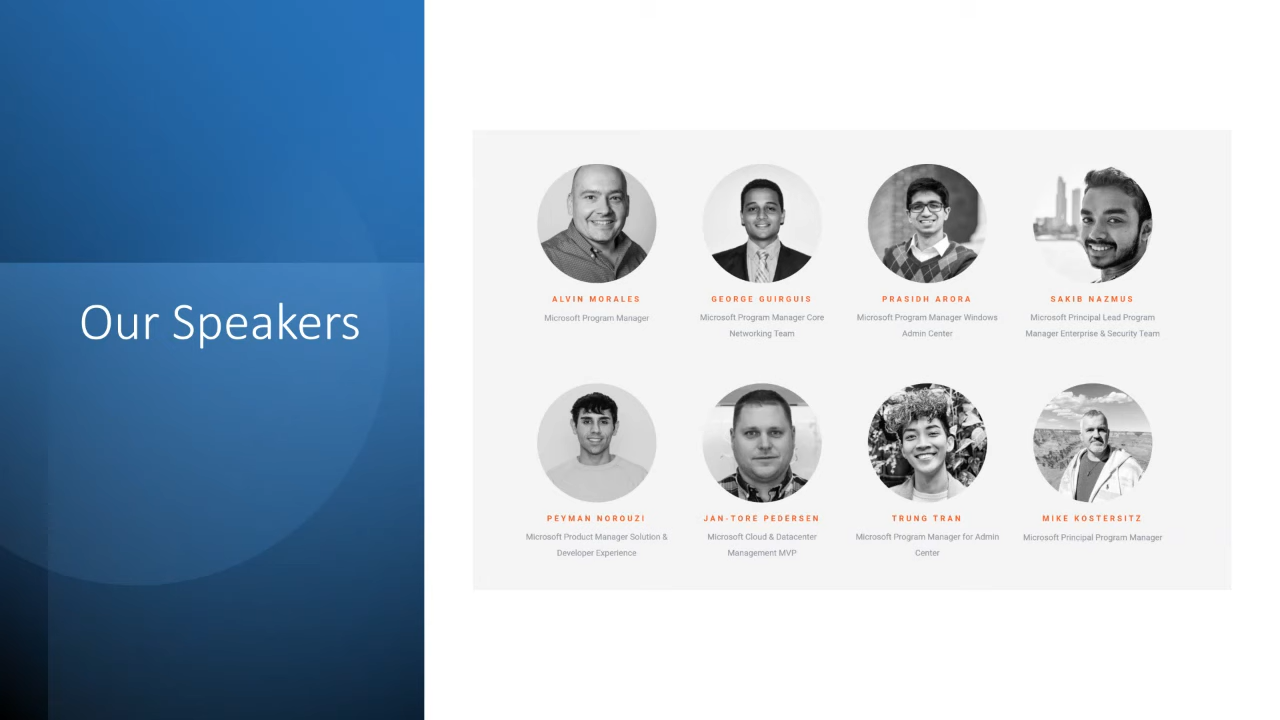 Our Speakers
ALVIN MORALES
Microsoft Program Manager
GEORGE GUIRGUIS
Microsoft Program Manager Core
Networking Team
PRASIDH ARORA
Microsoft Program Manager Windows
Admin Center
SAKIB NAZMUS
Microsoft Principal Lead Program
Manager Enterprise & Security Team
PEYMAN NOROUZI
Microsoft Product Manager Solution &
Developer Experience
JAN-TORE PEDERSEN
Microsoft Cloud & Datacenter
Management MVP
TRUNG TRAN
Microsoft Program Manager for Admin
Center
MIKE KOSTERSITZ
Microsoft Principal Program Manager